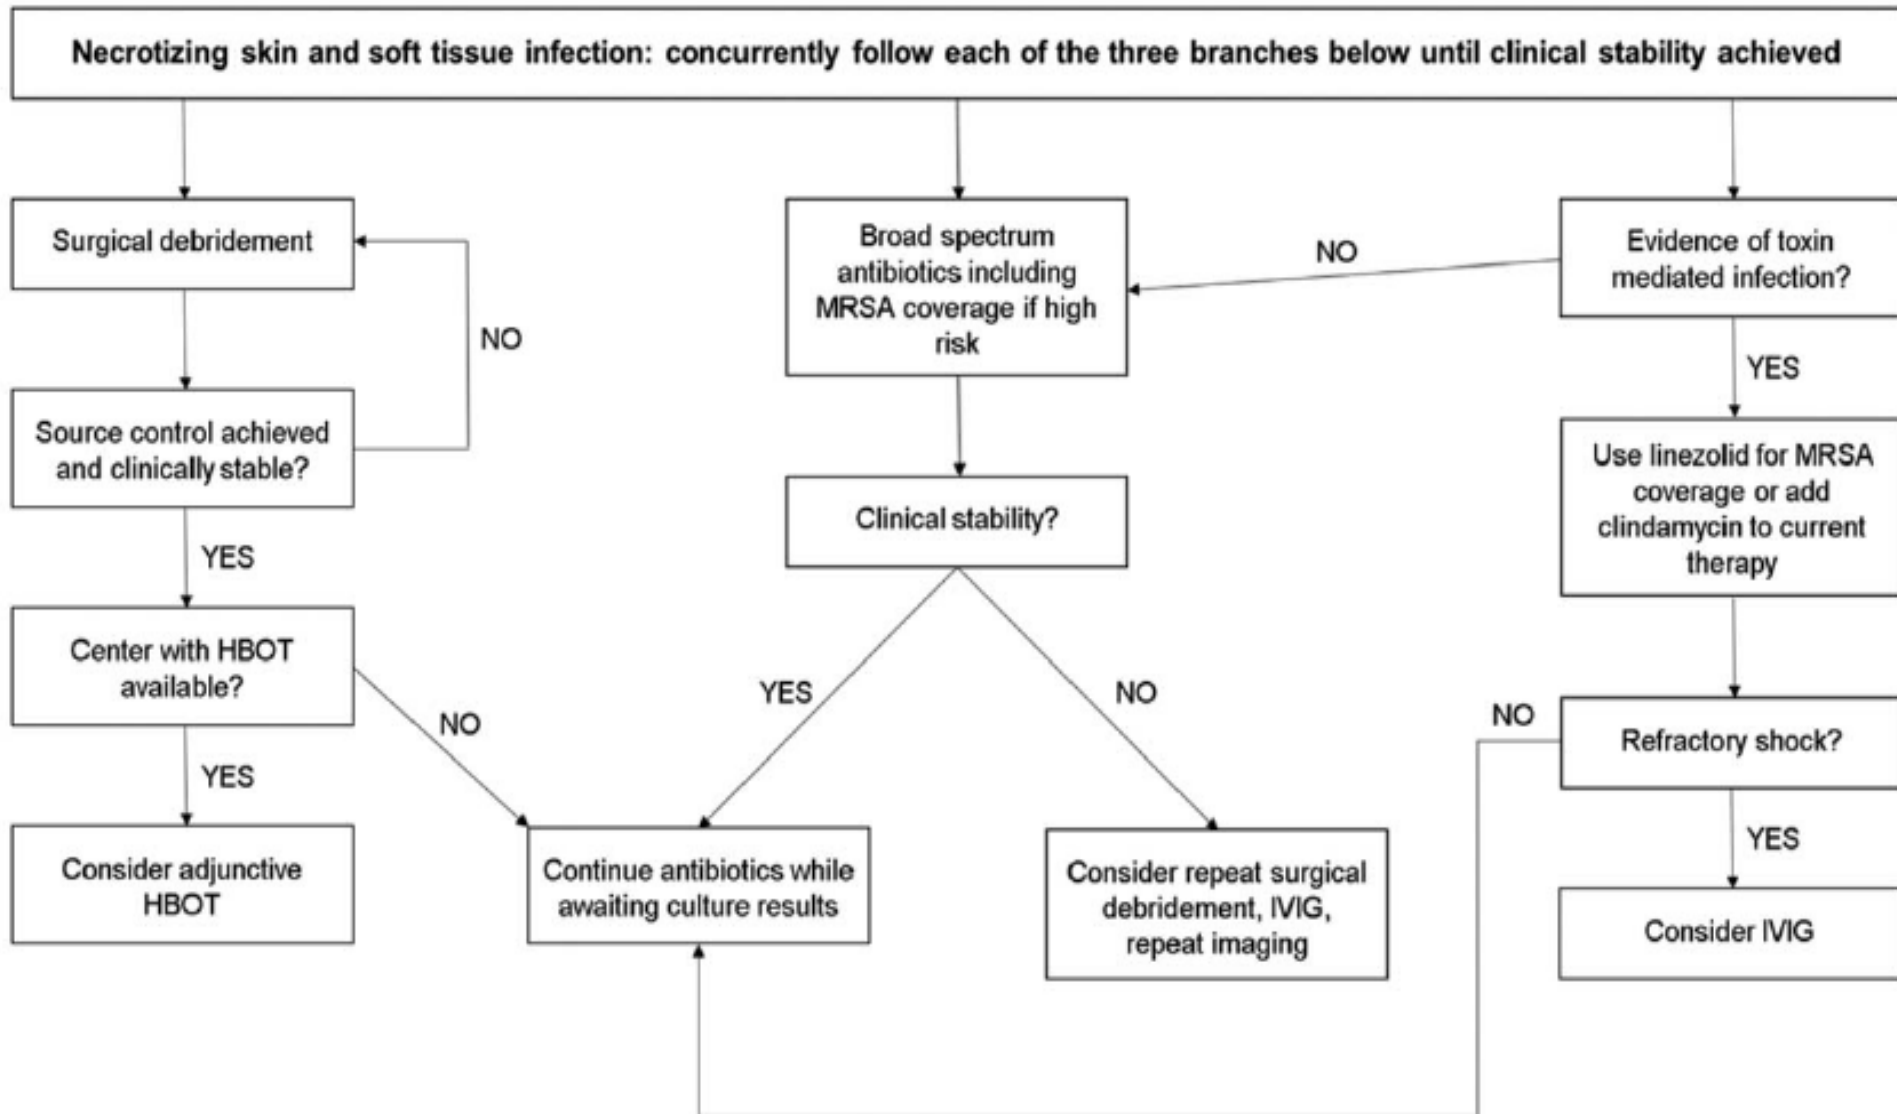 Necrotizing skin and soft tissue infection: concurrently follow each of the three branches below until clinical stability achieved
Surgical debridement
NO
Source control achieved
and clinically stable?
YES
Center with HBOT
available?
NO
YES
Consider adjunctive
HBOT
Broad spectrum
antibiotics including
MRSA coverage if high
risk
Clinical stability?
YES
NO
Continue antibiotics while
awaiting culture results
Consider repeat surgical
debridement, IVIG,
repeat imaging
Evidence of toxin
mediated infection?
NO
YES
Use linezolid for MRSA
coverage or add
clindamycin to current
therapy
Refractory shock?
NO
YES
Consider IVIG